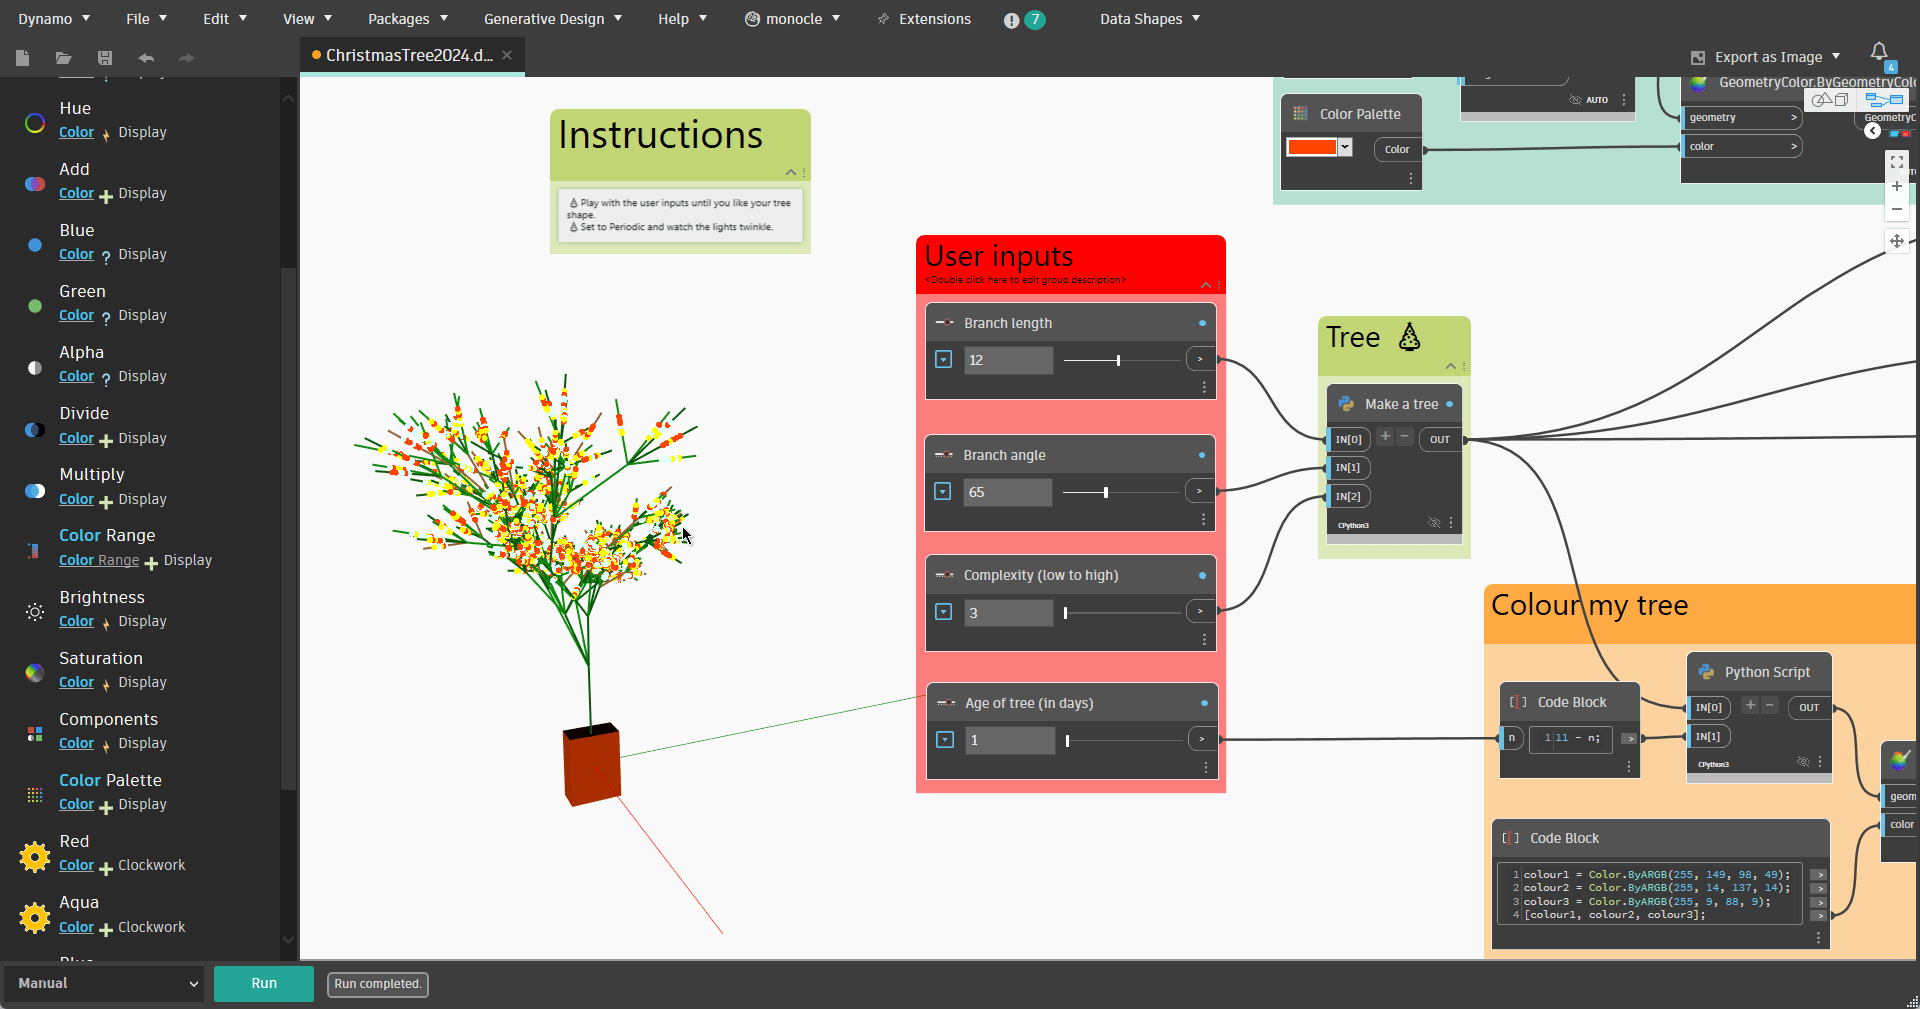 Dynamo
File
Edit
View
Packages
Generative Design
Help
monocle
Extensions
7
Data Shapes
ChristmasTree2024.d...
Export as Image
4
Hue
Color Display
Add
Color Display
Blue
Color ? Display
Green
Color ? Display
Alpha
Color ? Display
Divide
Color Display
Multiply
Color Display
Color Range
Color Range Display
Brightness
Color Display
Saturation
Color Display
Components
Color Display
Color Palette
Color Display
Red
Color Clockwork
Aqua
Color Clockwork
Instructions
Play with the user inputs until you like your tree
shape.
Set to Periodic and watch the lights twinkle.
Color Palette
Color
AUTO
GeometryColor.ByGeometryColo
geometry >
color >
GeometryC
User inputs
<Double click here to edit group description>
Branch length
12
>
Branch angle
65
>
Complexity (low to high)
3
>
Age of tree (in days)
1
>
Tree
Make a tree
IN[0] + − OUT
IN[1]
IN[2]
CPython3
Colour my tree
Code Block
n
1 11 - n;
>
Python Script
IN[0] + − OUT
IN[1]
CPython3
geom
color
Code Block
1 colour1 = Color.ByARGB(255, 149, 98, 49); >
2 colour2 = Color.ByARGB(255, 14, 137, 14); >
3 colour3 = Color.ByARGB(255, 9, 88, 9); >
4 [colour1, colour2, colour3]; >
Manual
Run
Run completed.